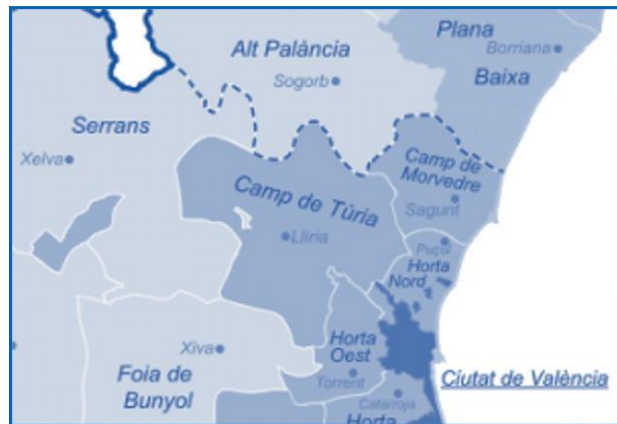 Plana
Borriana
Baixa
Alt Palància
Sogorb
Serrans
Xelva
Camp de
Morvedre
Sagunt
Camp de Túria
Llíria
Puçol
Horta
Nord
Horta
Oest
Torrent
Xiva
Foia de
Bunyol
Ciutat de València
Catarroja
Horta